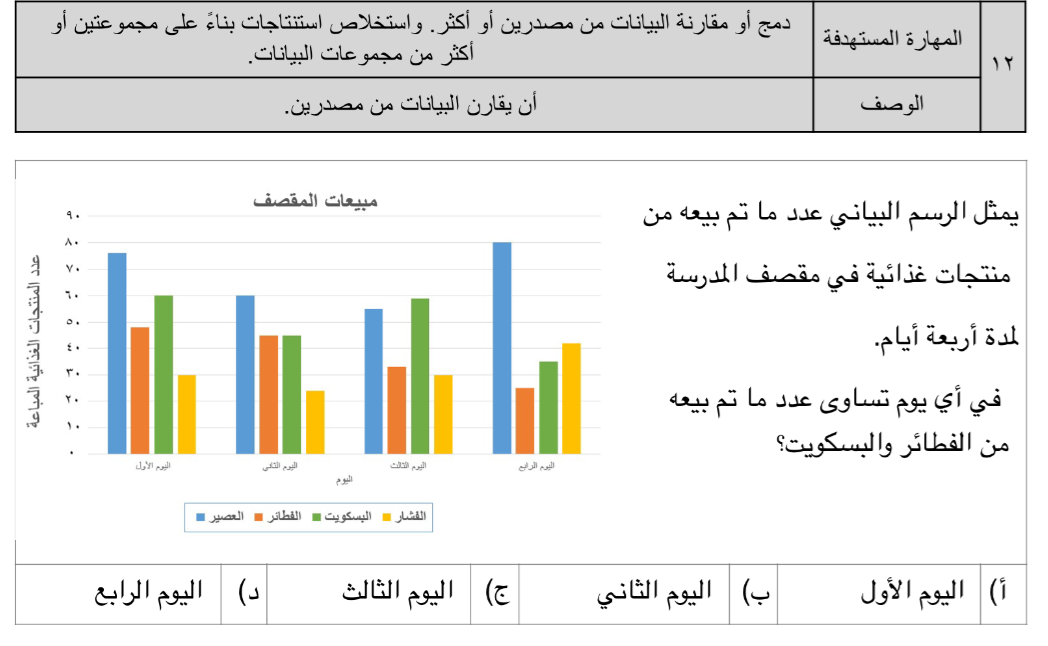 ١٢
المهارة المستهدفة
دمج أو مقارنة البيانات من مصدرين أو أكثر. واستخلاص استنتاجات بناءً على مجموعتين أو
أكثر من مجموعات البيانات.
الوصف
أن يقارن البيانات من مصدرين.
يمثل الرسم البياني عدد ما تم بيعه من
منتجات غذائية في مقصف المدرسة
لمدة أربعة أيام.
في أي يوم تساوى عدد ما تم بيعه
من الفطائر والبسكويت؟
مبيعات المقصف
عدد المنتجات الغذائية المباعة
٩٠
٨٠
٧٠
٦٠
٥٠
٤٠
٣٠
٢٠
١٠
٠
اليوم الأول
اليوم الثاني
اليوم الثالث
اليوم الرابع
اليوم
العصير
الفطائر
البسكويت
الفشار
أ) اليوم الأول
ب) اليوم الثاني
ج) اليوم الثالث
د) اليوم الرابع